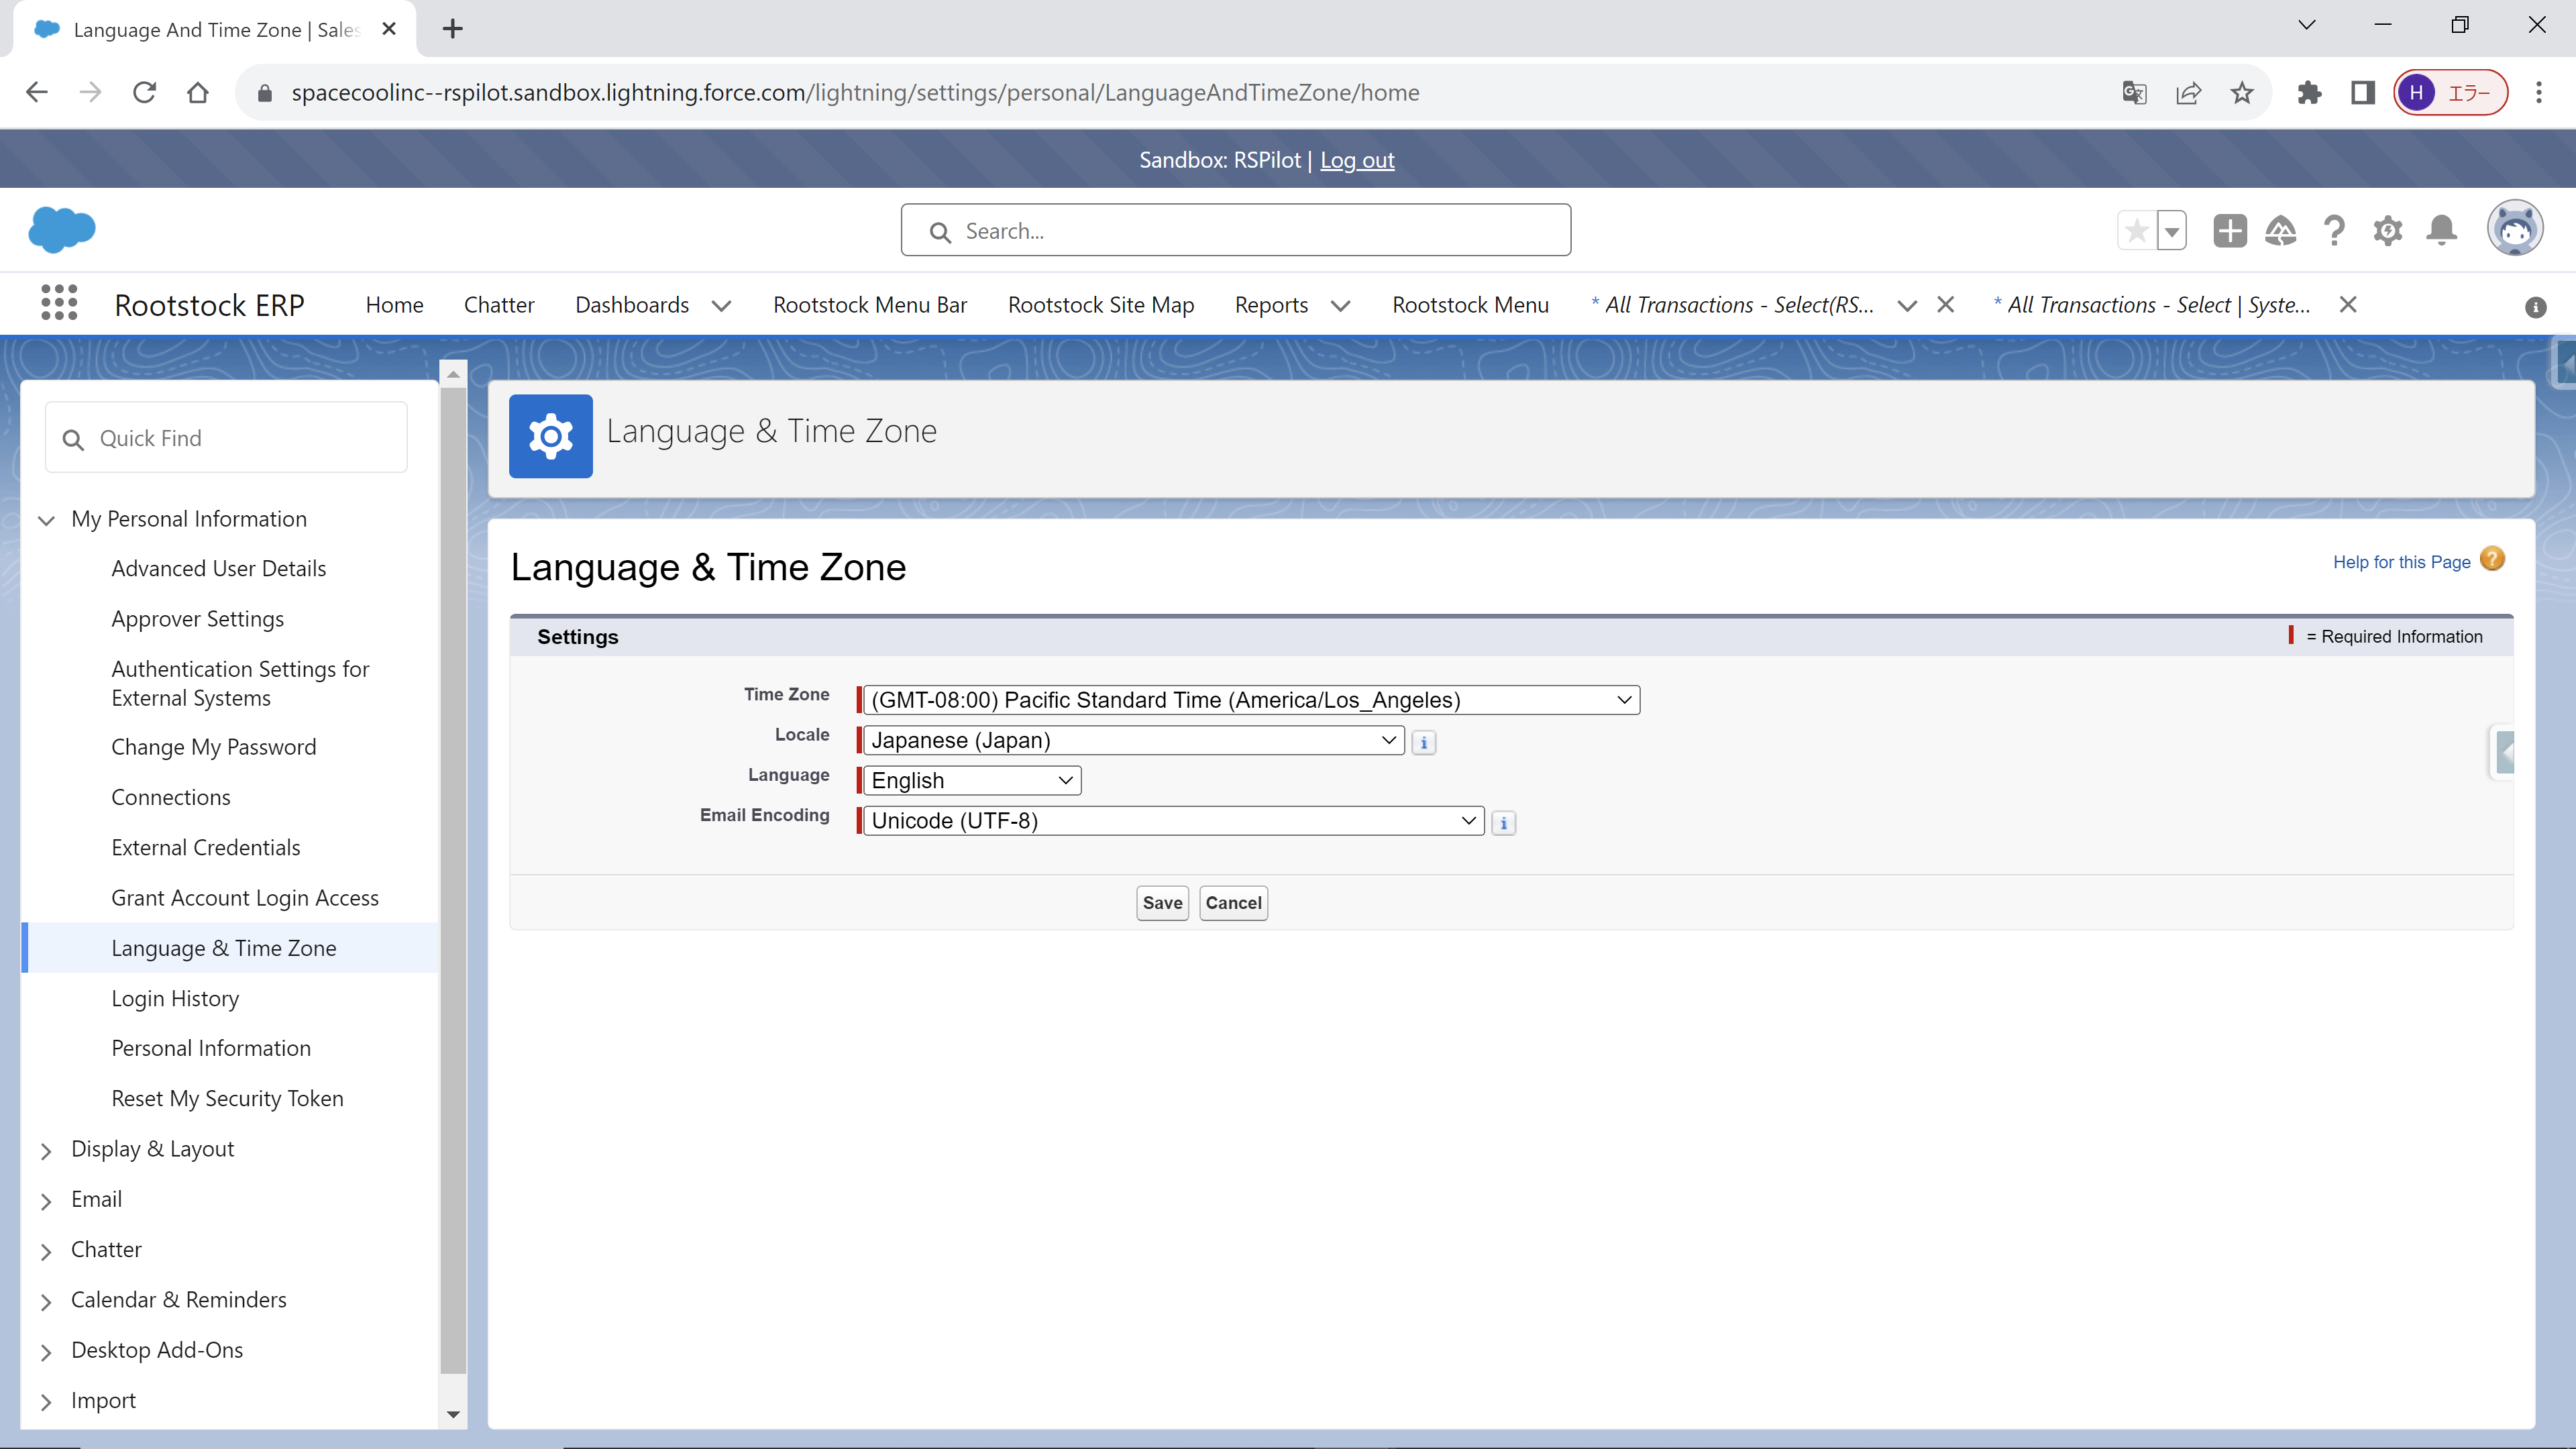 Language And Time Zone | Sales
spacecoolinc--rspilot.sandbox.lightning.force.com/lightning/settings/personal/LanguageAndTimeZone/home
H エラー
Sandbox: RSPilot | Log out
Search...
Rootstock ERP Home Chatter Dashboards Rootstock Menu Bar Rootstock Site Map Reports Rootstock Menu * All Transactions - Select(RS... * All Transactions - Select | Syste...
Quick Find
My Personal Information
Advanced User Details
Approver Settings
Authentication Settings for
External Systems
Change My Password
Connections
External Credentials
Grant Account Login Access
Language & Time Zone
Login History
Personal Information
Reset My Security Token
Display & Layout
Email
Chatter
Calendar & Reminders
Desktop Add-Ons
Import
Language & Time Zone
Language & Time Zone
Help for this Page ?
Settings
= Required Information
Time Zone (GMT-08:00) Pacific Standard Time (America/Los_Angeles)
Locale Japanese (Japan)
Language English
Email Encoding Unicode (UTF-8)
Save Cancel